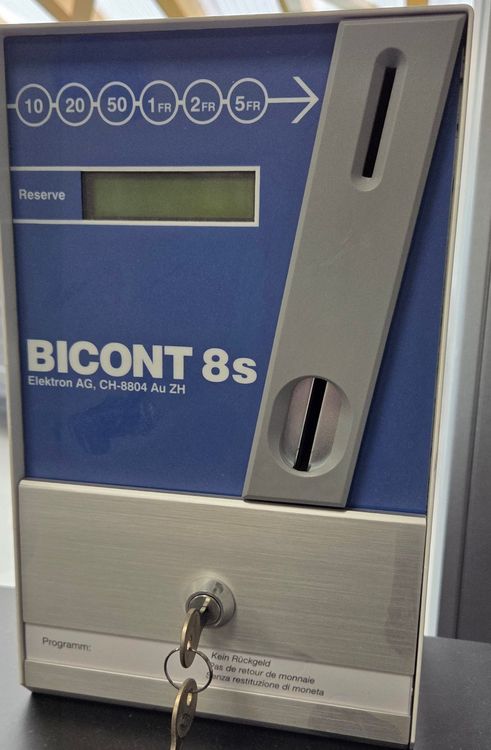 10 20 50 1FR 2FR 5FR
Reserve
BICONT 8s
Elektron AG, CH-8804 Au ZH
Programm:
Kein Rückgeld
Pas de retour de monnaie
Senza restituzione di moneta